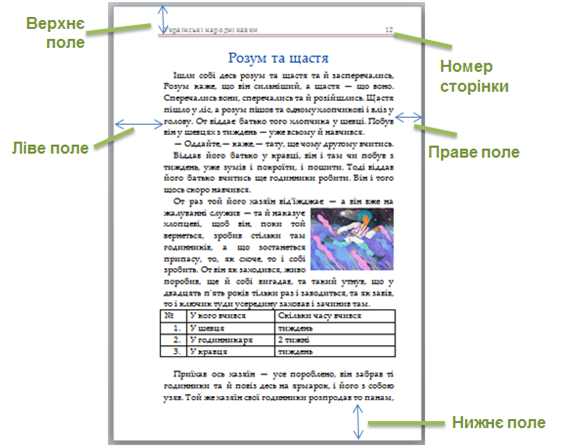 Верхнє
поле
Українські народні казки 12
Номер
сторінки
Розум та щастя
Ішли собі десь розум та щастя та й засперечались.
Розум каже, що він сильніший, а щастя — що воно.
Сперечались вони, сперечались та й розійшлись. Щастя
пішло у ліс, а розум пішов та одному хлопчикові і вліз у
голову. От віддає батько того хлопчика у шевці. Побув
він у шевцях з тиждень — уже всьому й навчився.
Ліве поле
Праве поле
— Оддайте, — каже, — тату, ще чому другому вчитись.
Віддав його батько у кравці, він і там чи побув з
тиждень, уже зумів і покроїти, і пошити. Тоді віддав
його батько вчитись ще годинники робити. Він і того
щось скоро навчився.
От раз той його хазяїн від'їжджає — а він вже на
жалуванні служив — та й наказує
хлопцеві, щоб він, поки той
вернеться, зробив стільки там
годинників, а що зостанеться
припасу, то, як схоче, то і собі
зробить. От він як заходився, живо
поробив, ще й собі вигадав, та такий утнув, що у
двадцять п'ять років тільки раз і заводиться, та як завів,
то і ключик туди усередину заховав і зачинив там.
№ У кого вчився Скільки часу вчився
1. У шевця тиждень
2. У годинникаря 2 тижні
3. У кравця тиждень
Приїхав ось хазяїн — усе пороблено, він забрав ті
годинники та й повіз десь на ярмарок, і його з собою
узяв. Той же хазяїн свої годинники розпродав то панам,
Нижнє поле